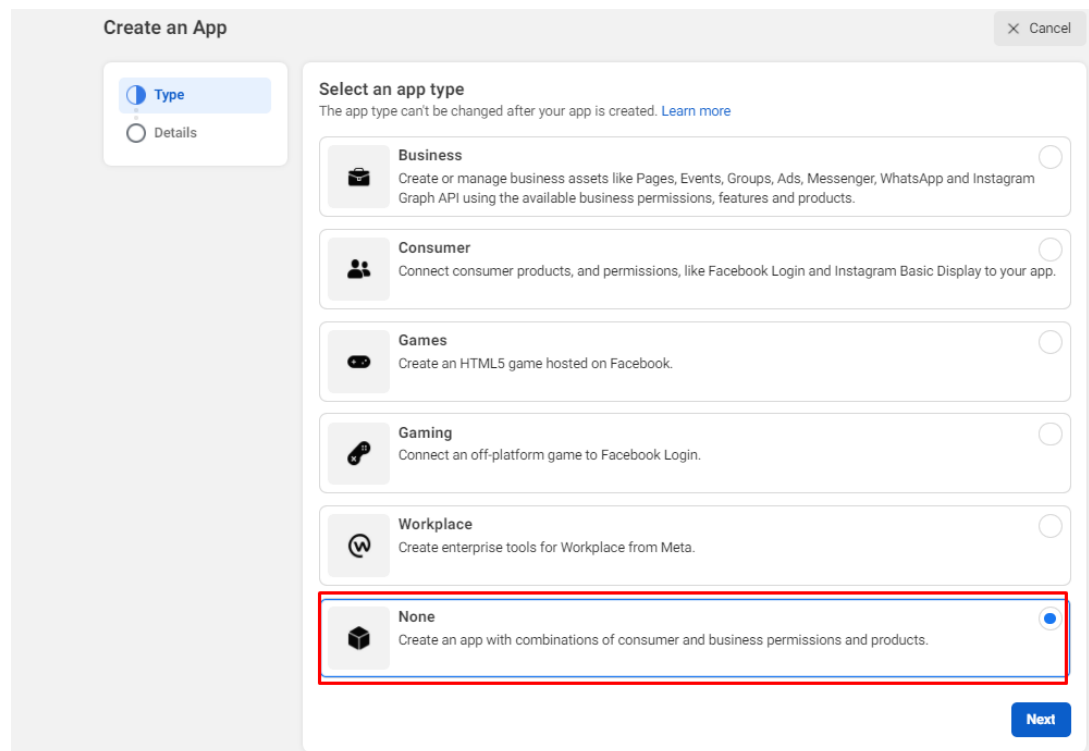 Create an App
Cancel
Type
Details
Select an app type
The app type can't be changed after your app is created. Learn more
Business
Create or manage business assets like Pages, Events, Groups, Ads, Messenger, WhatsApp and Instagram
Graph API using the available business permissions, features and products.
Consumer
Connect consumer products, and permissions, like Facebook Login and Instagram Basic Display to your app.
Games
Create an HTML5 game hosted on Facebook.
Gaming
Connect an off-platform game to Facebook Login.
Workplace
Create enterprise tools for Workplace from Meta.
None
Create an app with combinations of consumer and business permissions and products.
Next